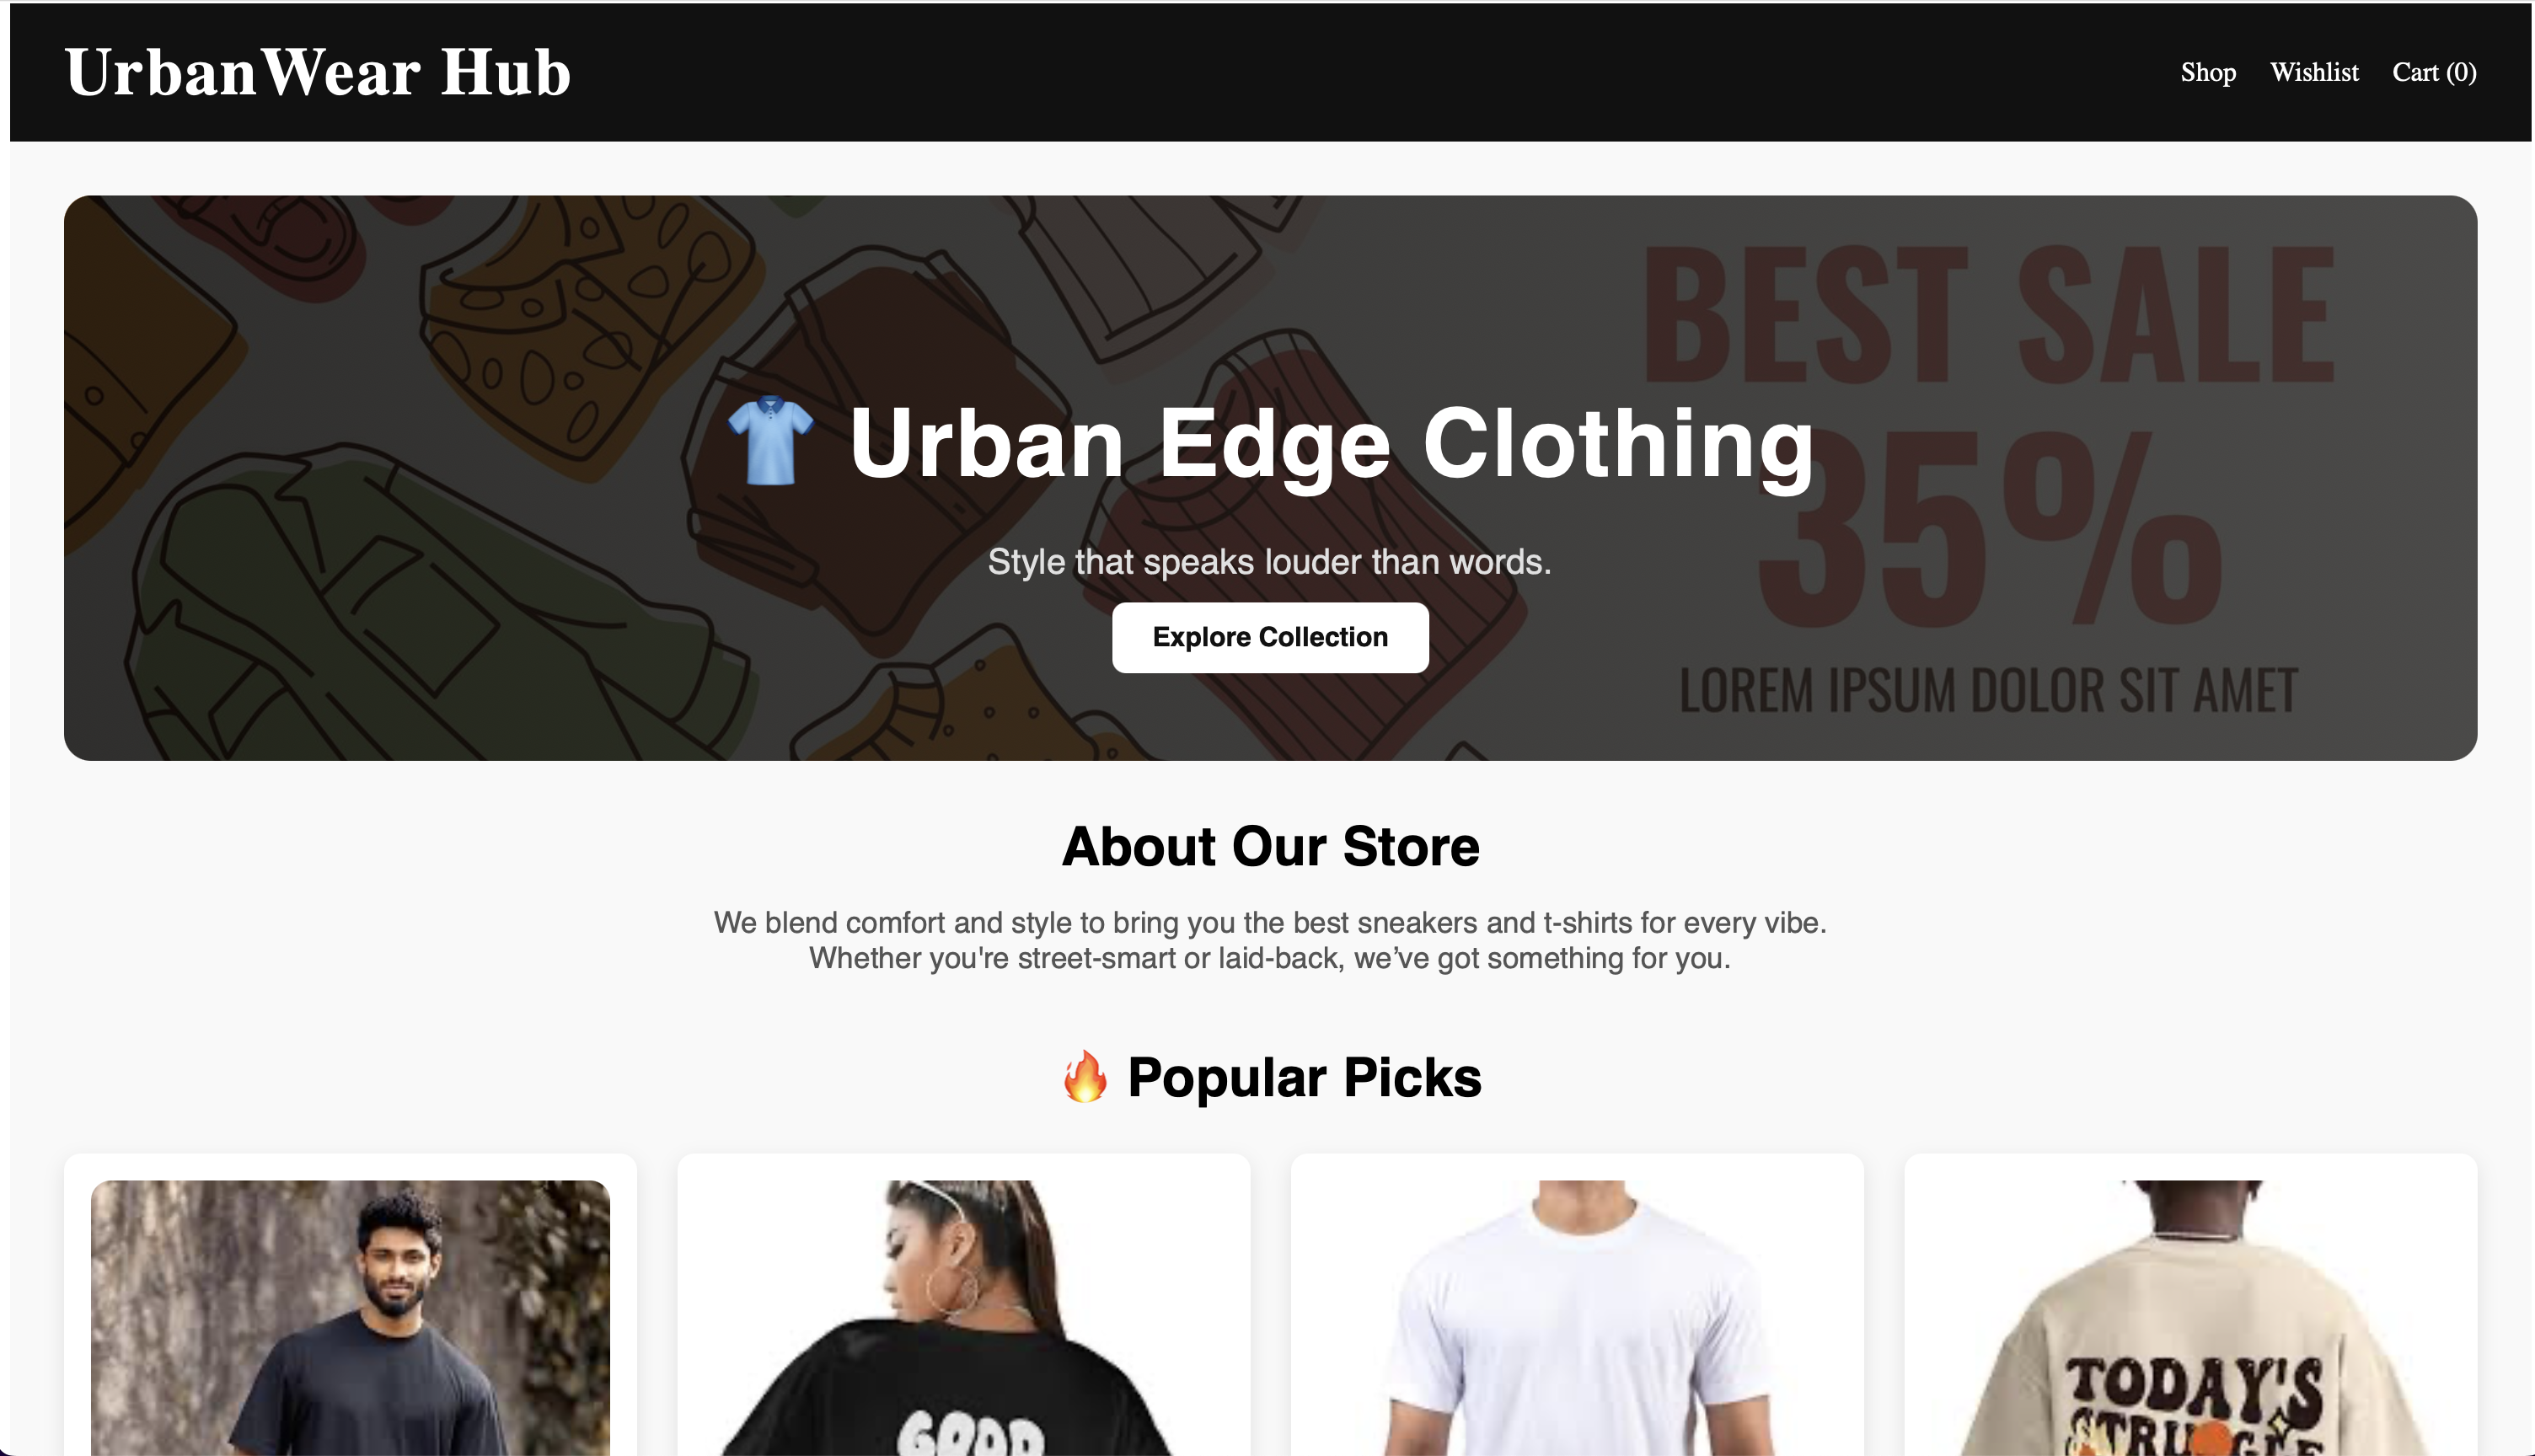 UrbanWear Hub
Shop Wishlist Cart (0)
BEST SALE
👕 Urban Edge Clothing
35%
Style that speaks louder than words.
Explore Collection
LOREM IPSUM DOLOR SIT AMET
About Our Store
We blend comfort and style to bring you the best sneakers and t-shirts for every vibe.
Whether you're street-smart or laid-back, we’ve got something for you.
🔥 Popular Picks
GOOD
TODAY'S